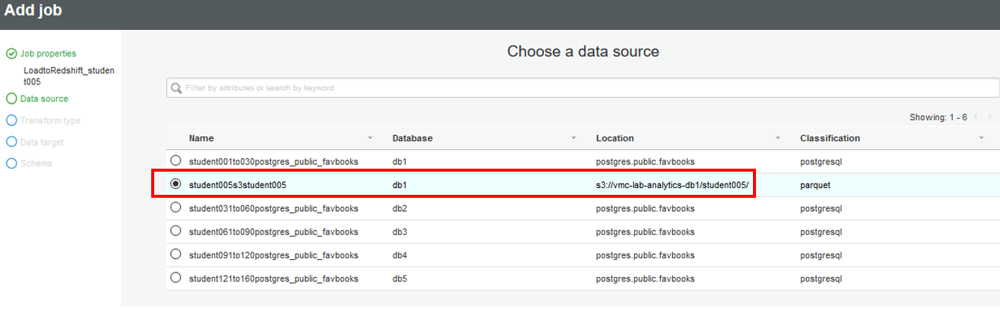 Add job
Job properties
LoadtoRedshift_studen
t005
Data source
Transform type
Data target
Schema
Choose a data source
Filter by attributes or search by keyword
Showing: 1 - 6
Name Database Location Classification
student001to030postgres_public_favbooks db1 postgres.public.favbooks postgresql
student005s3student005 db1 s3://vmc-lab-analytics-db1/student005/ parquet
student031to060postgres_public_favbooks db2 postgres.public.favbooks postgresql
student061to090postgres_public_favbooks db3 postgres.public.favbooks postgresql
student091to120postgres_public_favbooks db4 postgres.public.favbooks postgresql
student121to160postgres_public_favbooks db5 postgres.public.favbooks postgresql